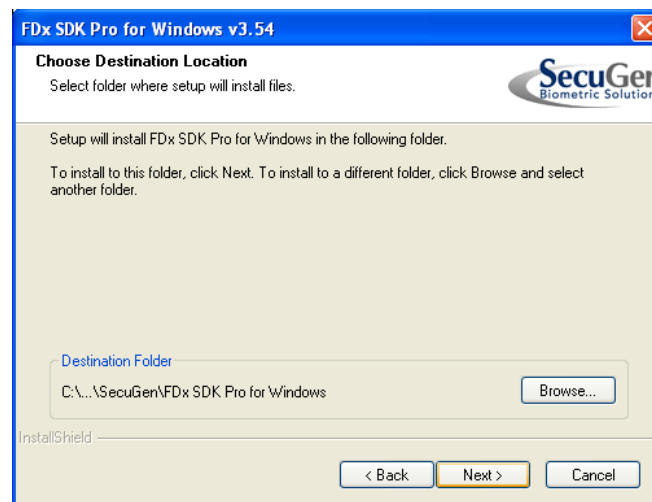 FDx SDK Pro for Windows v3.54
Choose Destination Location
Select folder where setup will install files.
SecuGen
Biometric Solution
Setup will install FDx SDK Pro for Windows in the following folder.
To install to this folder, click Next. To install to a different folder, click Browse and select
another folder.
Destination Folder
C:\...\SecuGen\FDx SDK Pro for Windows
Browse...
InstallShield
< Back
Next >
Cancel